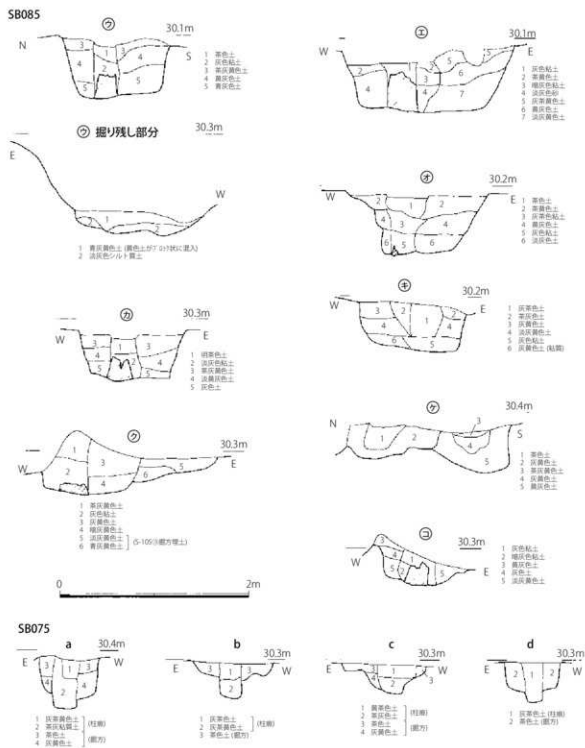 SB085
㋒
30.1m
N
S
1 茶色土
2 灰色粘土
3 茶灰黄色土
4 黄灰色土
5 青灰色土
㋓
30.1m
W
E
1 灰色粘土
2 茶黄色土
3 暗灰色粘土
4 淡灰色砂
5 灰茶黄色土
6 黄灰色土
7 淡灰黄色土
㋒ 掘り残し部分
30.3m
E
W
1 青灰黄色土 (黄色土がブロック状に混入)
2 淡灰色シルト質土
㋔
30.2m
W
E
1 茶色土
2 茶黄色土
3 灰茶色粘土
4 黄灰色土
5 灰色粘土
6 淡灰色土
㋕
30.3m
W
E
1 明茶色土
2 淡灰色粘土
3 茶灰黄色土
4 淡黄灰色土
5 灰色土
㋖
30.2m
W
E
1 灰茶色土
2 茶灰色土
3 灰黄色土
4 淡灰黄色土
5 灰色粘土
6 灰黄色土 (粘質)
㋗
30.3m
W
E
1 茶灰黄色土
2 灰色粘土
3 灰黄色土
4 暗灰黄色土
5 淡灰黄色土
6 青灰黄色土
㋘
30.4m
N
S
1 茶色土
2 灰黄色土
3 茶灰色土
4 灰黄色土
5 黄灰色土
㋙
30.3m
W
E
1 灰色粘土
2 暗灰色粘土
3 黄灰色土
4 灰色土
5 淡灰黄色土
0 2m
SB075
a
30.4m
E
W
1 灰茶黄色土
2 茶灰粘質土
(柱痕)
3 茶色土
4 灰黄色土
(掘方)
b
30.3m
E
W
1 灰茶色土
2 灰茶黄色土
(柱痕)
3 茶色土 (掘方)
c
30.3m
E
W
1 黄茶色土
2 茶灰色土
(柱痕)
3 茶色土
4 灰黄色土
(掘方)
d
30.3m
E
W
1 灰茶色土 (柱痕)
2 茶色土 (掘方)